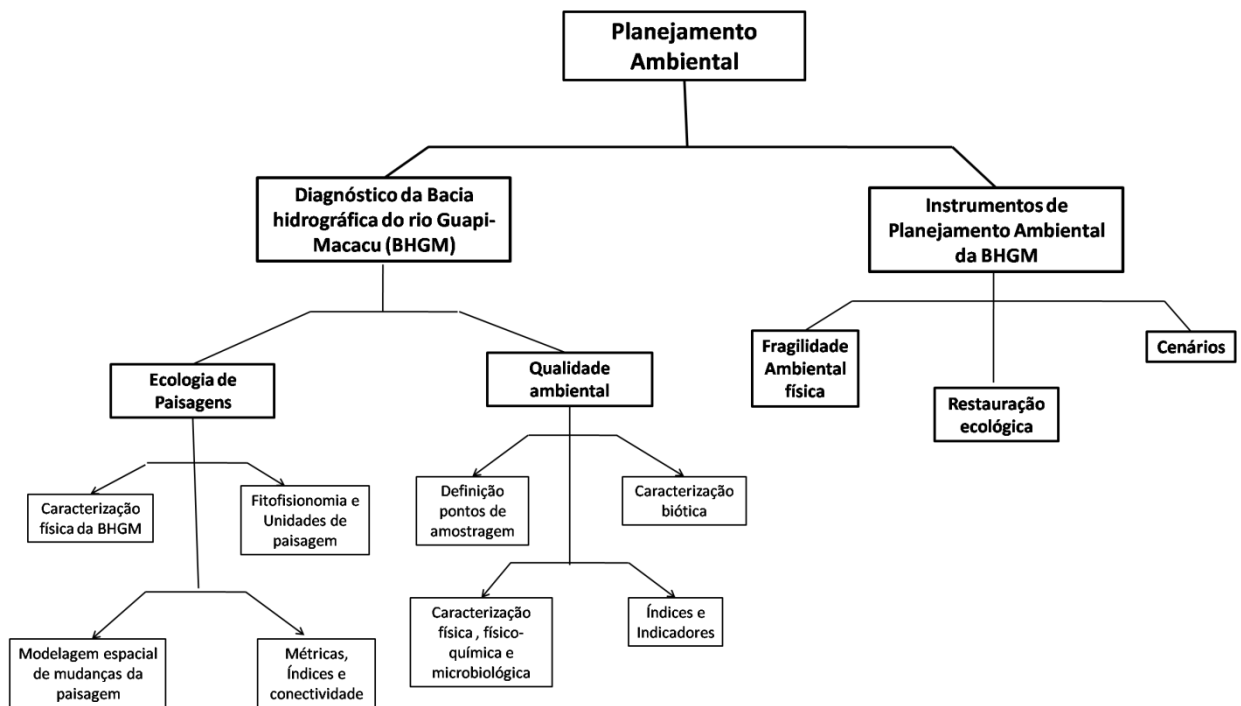 Planejamento
Ambiental
Diagnóstico da Bacia
hidrográfica do rio Guapi-
Macacu (BHGM)
Instrumentos de
Planejamento Ambiental
da BHGM
Ecologia de
Paisagens
Qualidade
ambiental
Fragilidade
Ambiental
física
Restauração
ecológica
Cenários
Caracterização
física da BHGM
Fitofisionomia e
Unidades de
paisagem
Definição
pontos de
amostragem
Caracterização
biótica
Modelagem espacial
de mudanças da
paisagem
Métricas,
Índices e
conectividade
Caracterização
física , físico-
química e
microbiológica
Índices e
Indicadores